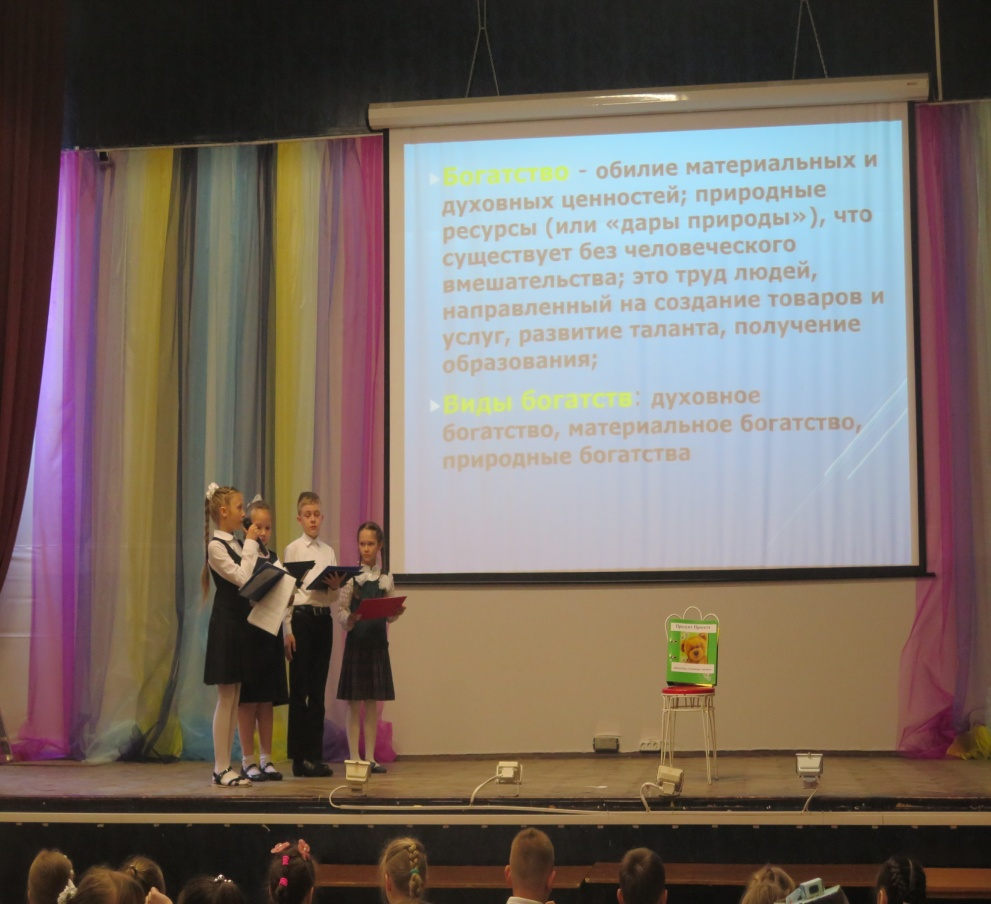 Богатство - обилие материальных и
духовных ценностей; природные
ресурсы (или «дары природы»), что
существует без человеческого
вмешательства; это труд людей,
направленный на создание товаров и
услуг, развитие таланта, получение
образования;
Виды богатств: духовное
богатство, материальное богатство,
природные богатства